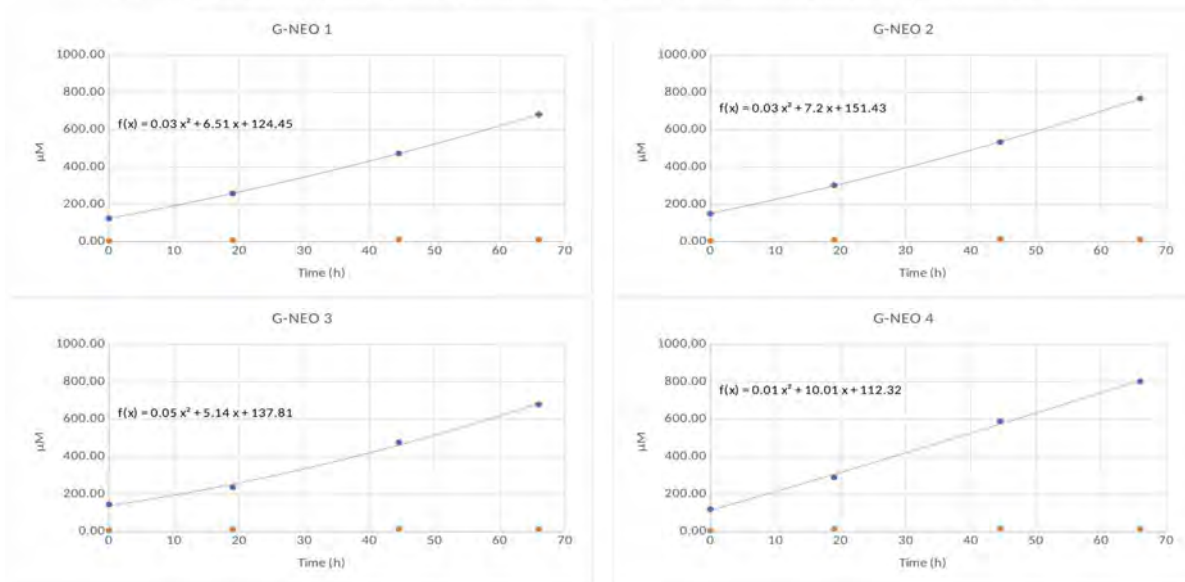 G-NEO 1
1000.00
800.00
600.00
400.00
200.00
0.00
f(x) = 0.03 x² + 6.51 x + 124.45
µM
0 10 20 30 40 50 60 70
Time (h)
G-NEO 2
1000.00
800.00
600.00
400.00
200.00
0.00
f(x) = 0.03 x² + 7.2 x + 151.43
µM
0 10 20 30 40 50 60 70
Time (h)
G-NEO 3
1000.00
800.00
600.00
400.00
200.00
0.00
f(x) = 0.05 x² + 5.14 x + 137.81
µM
0 10 20 30 40 50 60 70
Time (h)
G-NEO 4
1000.00
800.00
600.00
400.00
200.00
0.00
f(x) = 0.01 x² + 10.01 x + 112.32
µM
0 10 20 30 40 50 60 70
Time (h)